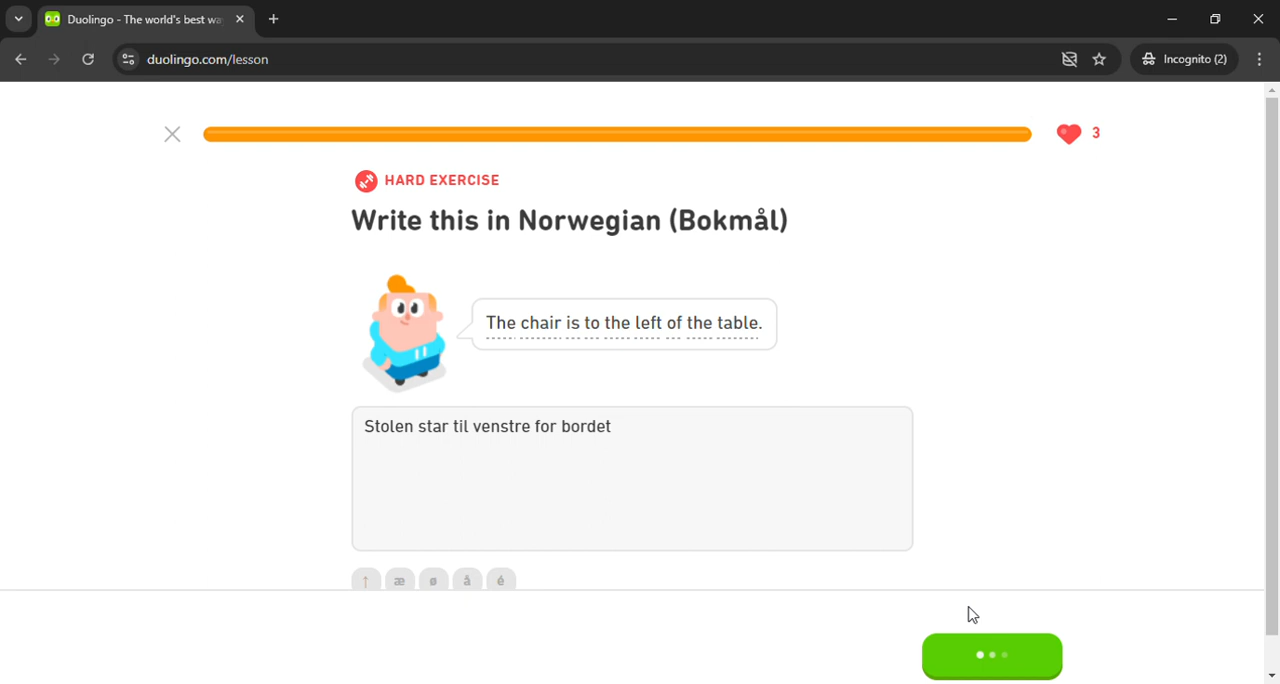 Duolingo - The world's best wa
duolingo.com/lesson
Incognito (2)
3
HARD EXERCISE
Write this in Norwegian (Bokmål)
The chair is to the left of the table.
Stolen star til venstre for bordet
↑ æ ø å é